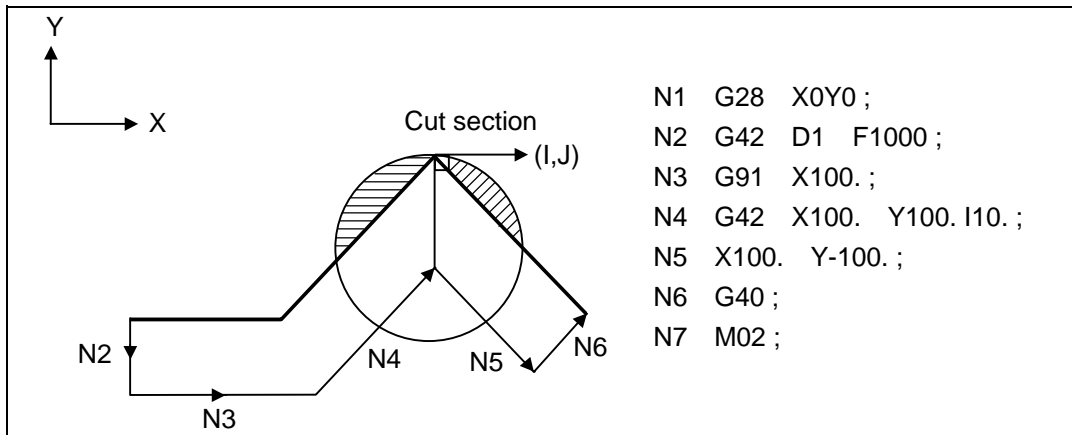 Y
X
Cut section
(I,J)
N2
N3
N4
N5
N6
N1 G28 X0Y0 ;
N2 G42 D1 F1000 ;
N3 G91 X100. ;
N4 G42 X100. Y100. I10. ;
N5 X100. Y-100. ;
N6 G40 ;
N7 M02 ;